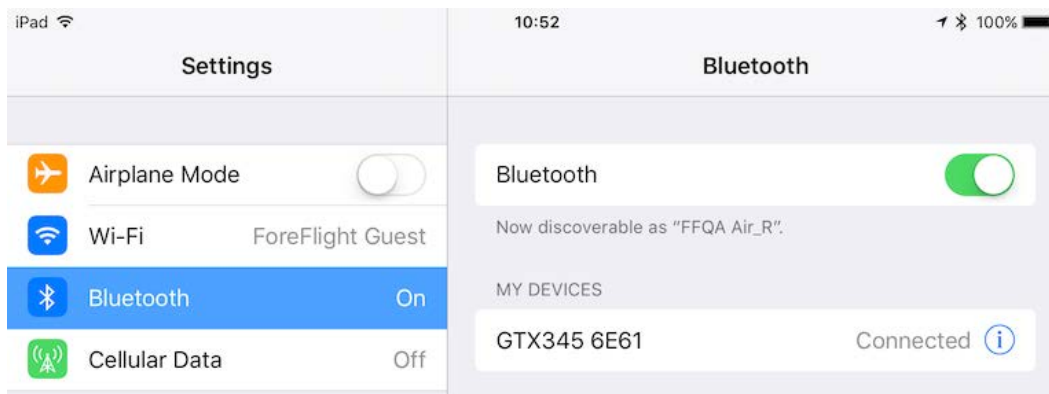 iPad 10:52 100%
Settings Bluetooth
Airplane Mode Bluetooth
Wi-Fi ForeFlight Guest Now discoverable as “FFQA Air_R”.
Bluetooth On MY DEVICES
Cellular Data Off GTX345 6E61 Connected